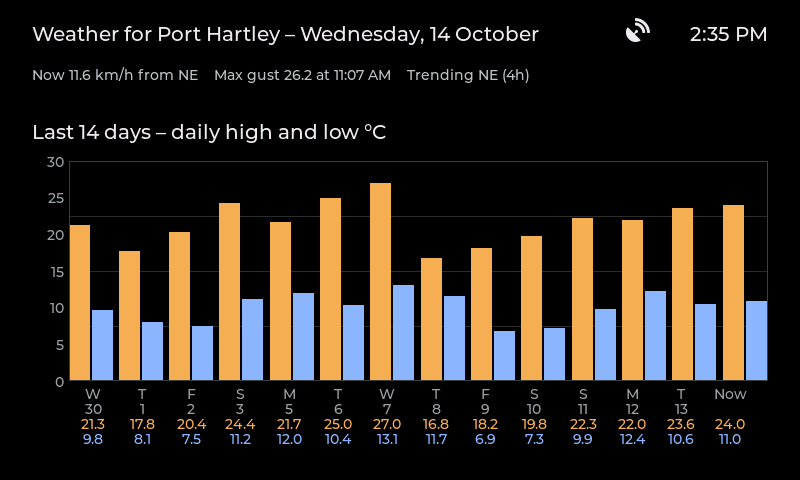 Weather for Port Hartley – Wednesday, 14 October 2:35 PM
Now 11.6 km/h from NE Max gust 26.2 at 11:07 AM Trending NE (4h)
Last 14 days – daily high and low °C
30
25
20
15
10
5
0
W T F S M T W T F S S M T Now
30 1 2 3 5 6 7 8 9 10 11 12 13
21.3 17.8 20.4 24.4 21.7 25.0 27.0 16.8 18.2 19.8 22.3 22.0 23.6 24.0
9.8 8.1 7.5 11.2 12.0 10.4 13.1 11.7 6.9 7.3 9.9 12.4 10.6 11.0